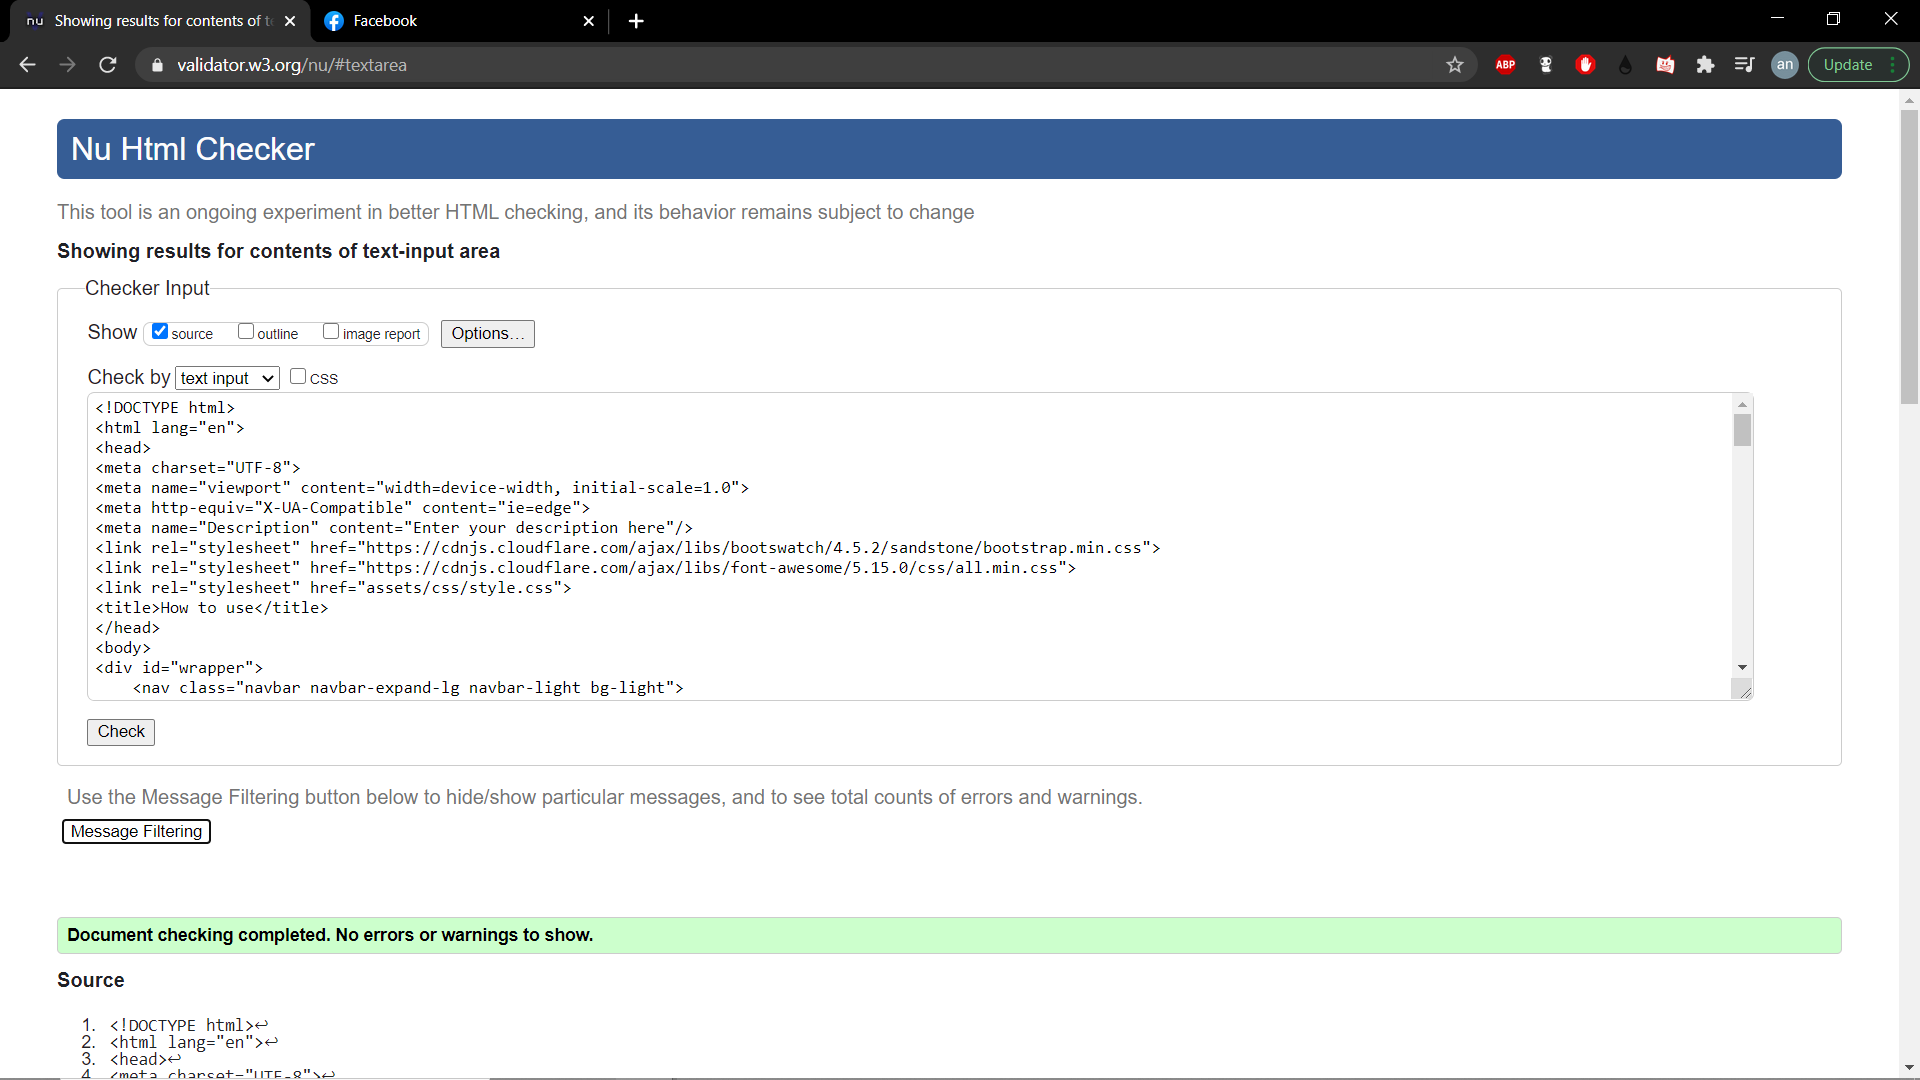 nu Showing results for contents of te
Facebook
validator.w3.org/nu/#textarea
ABP
an
Update
Nu Html Checker
This tool is an ongoing experiment in better HTML checking, and its behavior remains subject to change
Showing results for contents of text-input area
Checker Input
Show source outline image report Options...
Check by text input CSS
<!DOCTYPE html>
<html lang="en">
<head>
<meta charset="UTF-8">
<meta name="viewport" content="width=device-width, initial-scale=1.0">
<meta http-equiv="X-UA-Compatible" content="ie=edge">
<meta name="Description" content="Enter your description here"/>
<link rel="stylesheet" href="https://cdnjs.cloudflare.com/ajax/libs/bootswatch/4.5.2/sandstone/bootstrap.min.css">
<link rel="stylesheet" href="https://cdnjs.cloudflare.com/ajax/libs/font-awesome/5.15.0/css/all.min.css">
<link rel="stylesheet" href="assets/css/style.css">
<title>How to use</title>
</head>
<body>
<div id="wrapper">
<nav class="navbar navbar-expand-lg navbar-light bg-light">
Check
Use the Message Filtering button below to hide/show particular messages, and to see total counts of errors and warnings.
Message Filtering
Document checking completed. No errors or warnings to show.
Source
1. <!DOCTYPE html>↩
2. <html lang="en">↩
3. <head>↩
4. <meta charset="UTF-8">↩